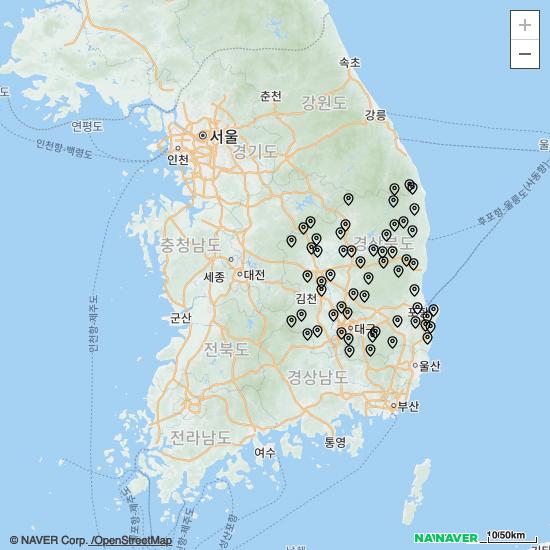 +
−
속초
춘천
강원도
강릉
연평도
서울
인천항-백령도
인천
경기도
후포항-울릉도(사동항)
충청남도
경상북도
세종
대전
김천
인천항-제주도
군산
포항
대구
전라북도
경상남도
울산
부산
전라남도
통영
여수
© NAVER Corp. /OpenStreetMap
NA NAVER
10/50km